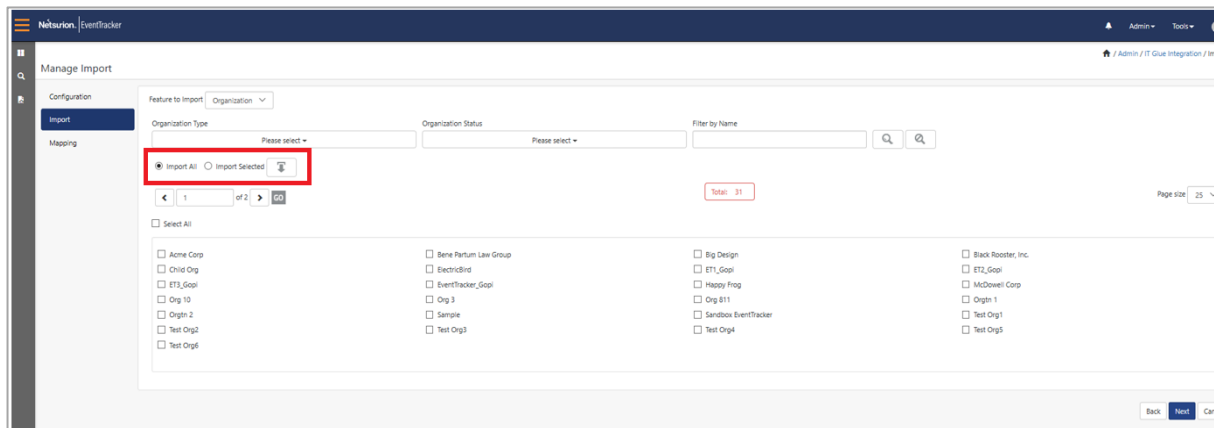 Netsurion. EventTracker
Admin Tools
/ Admin / IT Glue Integration /
Manage Import
Configuration
Import
Mapping
Feature to Import Organization
Organization Type Organization Status Filter by Name
Please select Please select
Import All Import Selected
1 of 2 GO Total: 31 Page size 25
Select All
Acme Corp Bene Partum Law Group Big Design Black Rooster, Inc.
Child Org ElectricBird ET1_Gopi ET2_Gopi
ET3_Gopi EventTracker_Gopi Happy Frog McDowell Corp
Org 10 Org 3 Org 811 Orgtn 1
Orgtn 2 Sample Sandbox EventTracker Test Org1
Test Org2 Test Org3 Test Org4 Test Org5
Test Org6
Back Next